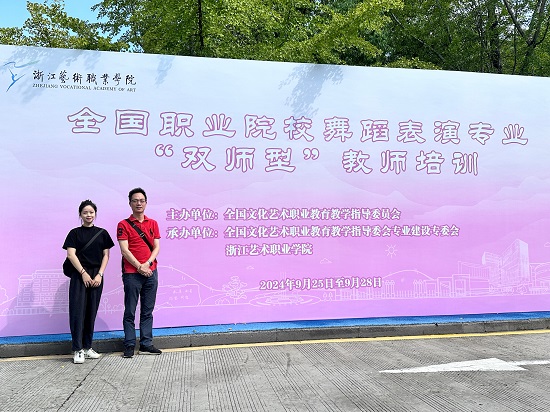 浙江藝術職業學院
ZHEJIANG VOCATIONAL ACADEMY OF ART
全国职业院校舞蹈表演专业
“双师型”教师培训
主办单位：全国文化艺术职业教育教学指导委员会
承办单位：全国文化艺术职业教育教学指导委会专业建设专委会
浙江艺术职业学院
2024年9月25日至9月28日